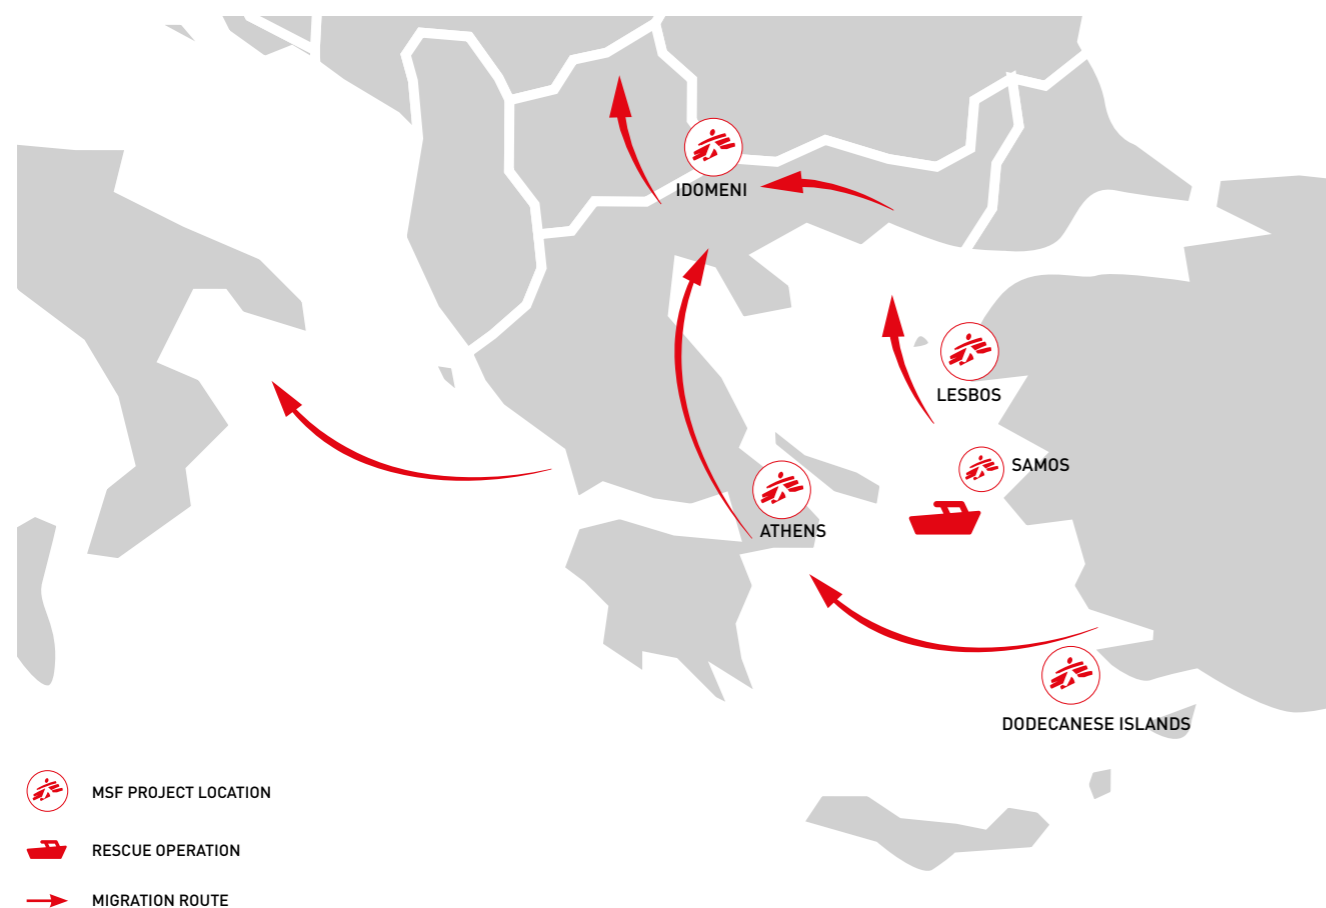 IDOMENI
LESBOS
SAMOS
ATHENS
DODECANESE ISLANDS
MSF PROJECT LOCATION
RESCUE OPERATION
MIGRATION ROUTE